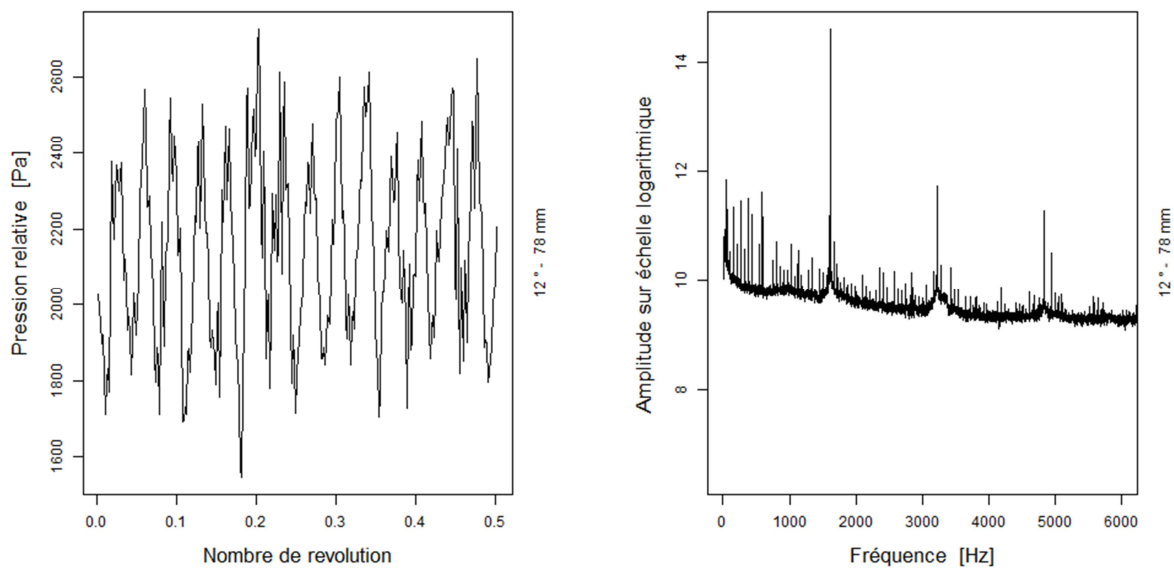 Pression relative [Pa]
1600 1800 2000 2200 2400 2600
0.0 0.1 0.2 0.3 0.4 0.5
Nombre de revolution
12 ° - 78 mm
Amplitude sur échelle logaritmique
8 10 12 14
0 1000 2000 3000 4000 5000 6000
Fréquence [Hz]
12 ° - 78 mm